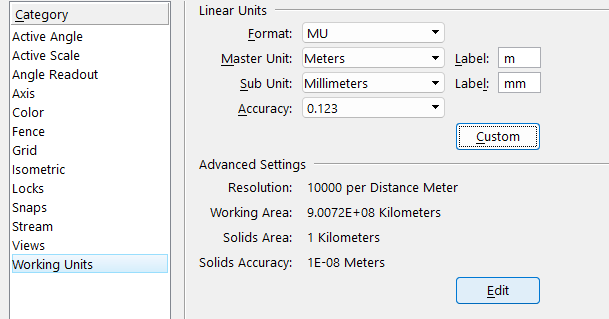 Category
Active Angle
Active Scale
Angle Readout
Axis
Color
Fence
Grid
Isometric
Locks
Snaps
Stream
Views
Working Units
Linear Units
Format: MU
Master Unit: Meters Label: m
Sub Unit: Millimeters Label: mm
Accuracy: 0.123
Custom
Advanced Settings
Resolution: 10000 per Distance Meter
Working Area: 9.0072E+08 Kilometers
Solids Area: 1 Kilometers
Solids Accuracy: 1E-08 Meters
Edit